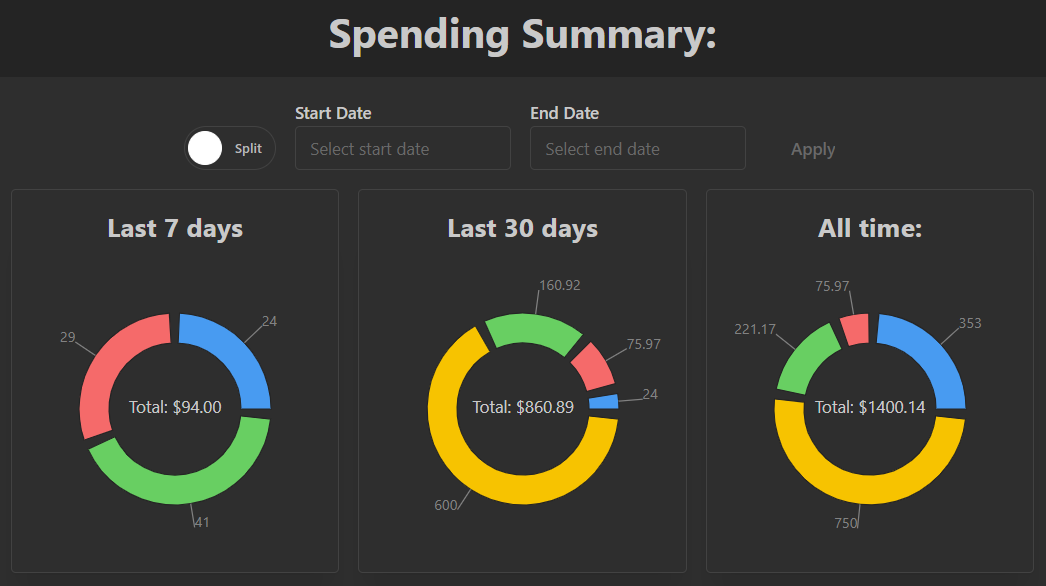 Spending Summary:
Start Date
End Date
Split
Select start date
Select end date
Apply
Last 7 days
29
24
Total: $94.00
41
Last 30 days
160.92
75.97
24
Total: $860.89
600
All time:
75.97
353
221.17
Total: $1400.14
750